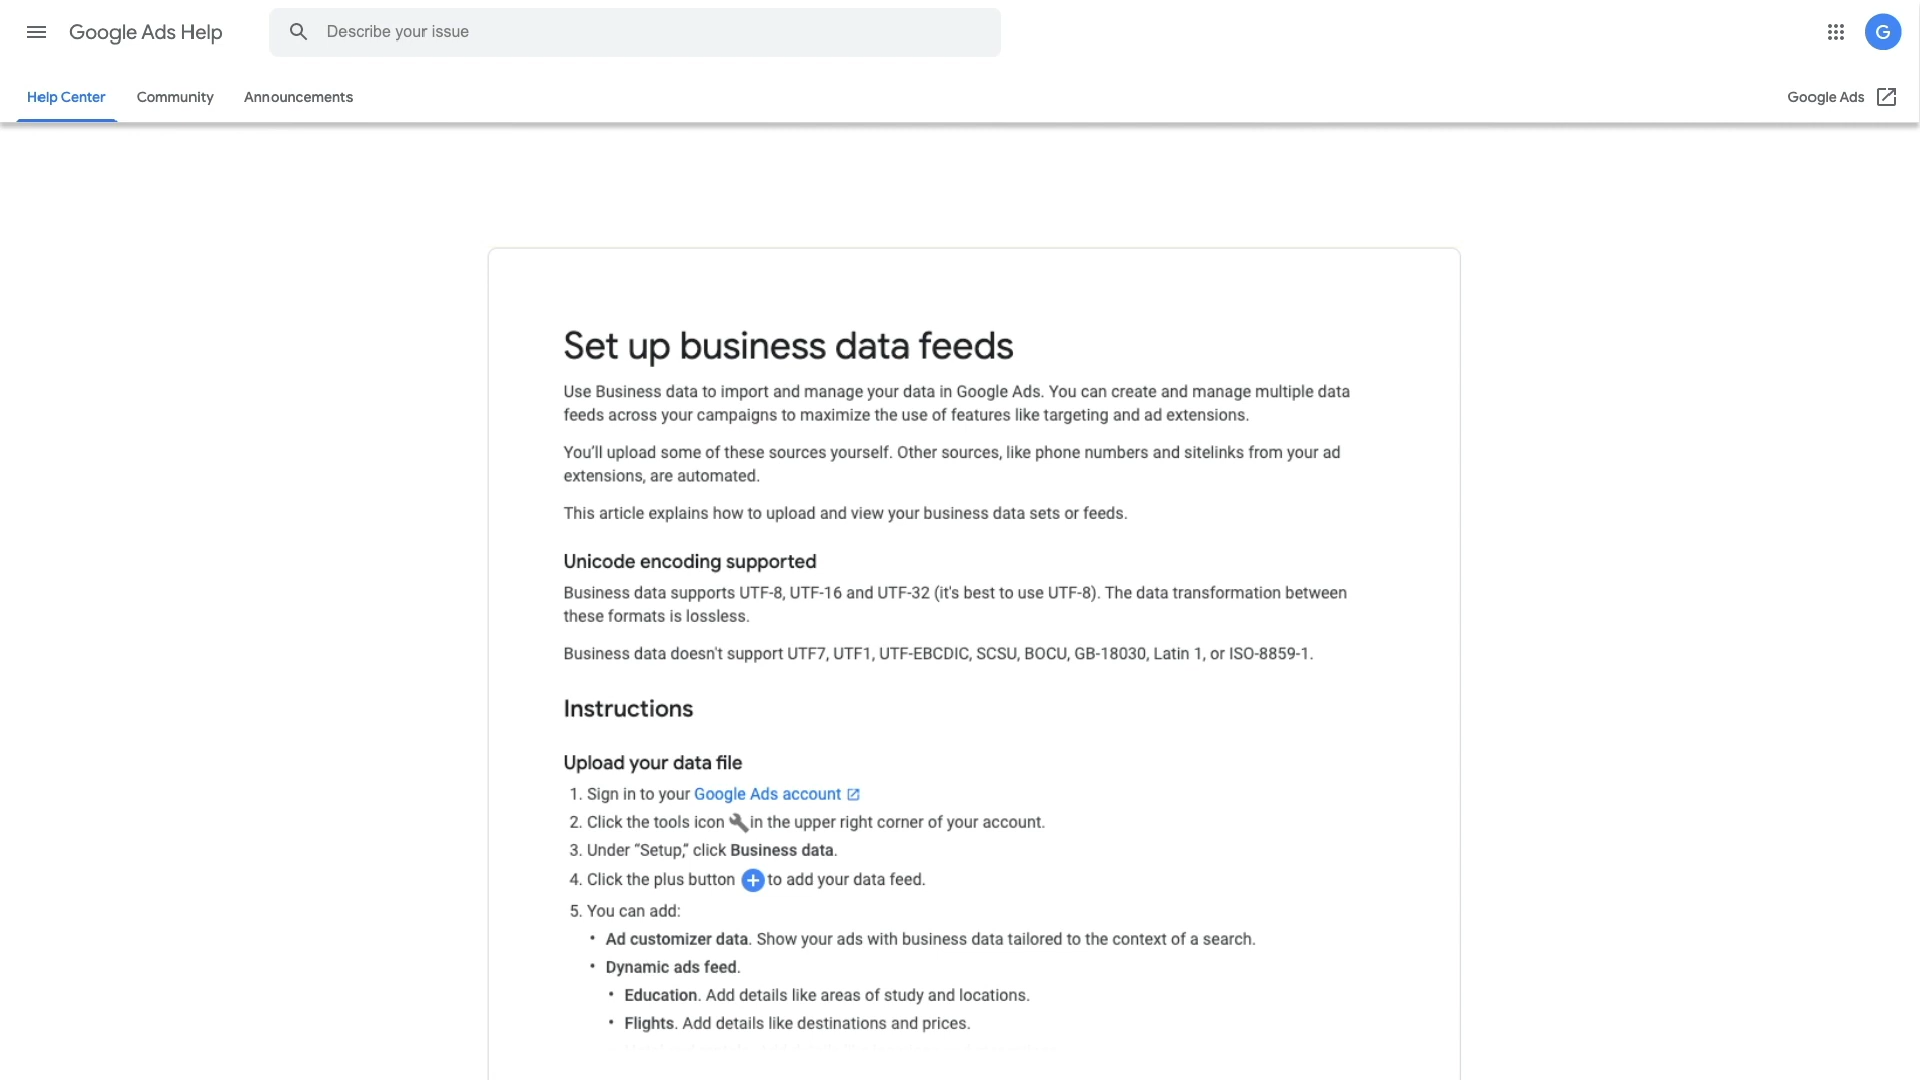 Google Ads Help
Describe your issue
G
Help Center
Community
Announcements
Google Ads
Set up business data feeds
Use Business data to import and manage your data in Google Ads. You can create and manage multiple data
feeds across your campaigns to maximize the use of features like targeting and ad extensions.
You’ll upload some of these sources yourself. Other sources, like phone numbers and sitelinks from your ad
extensions, are automated.
This article explains how to upload and view your business data sets or feeds.
Unicode encoding supported
Business data supports UTF-8, UTF-16 and UTF-32 (it's best to use UTF-8). The data transformation between
these formats is lossless.
Business data doesn't support UTF7, UTF1, UTF-EBCDIC, SCSU, BOCU, GB-18030, Latin 1, or ISO-8859-1.
Instructions
Upload your data file
1. Sign in to your Google Ads account
2. Click the tools icon in the upper right corner of your account.
3. Under “Setup,” click Business data.
4. Click the plus button to add your data feed.
5. You can add:
• Ad customizer data. Show your ads with business data tailored to the context of a search.
• Dynamic ads feed.
• Education. Add details like areas of study and locations.
• Flights. Add details like destinations and prices.